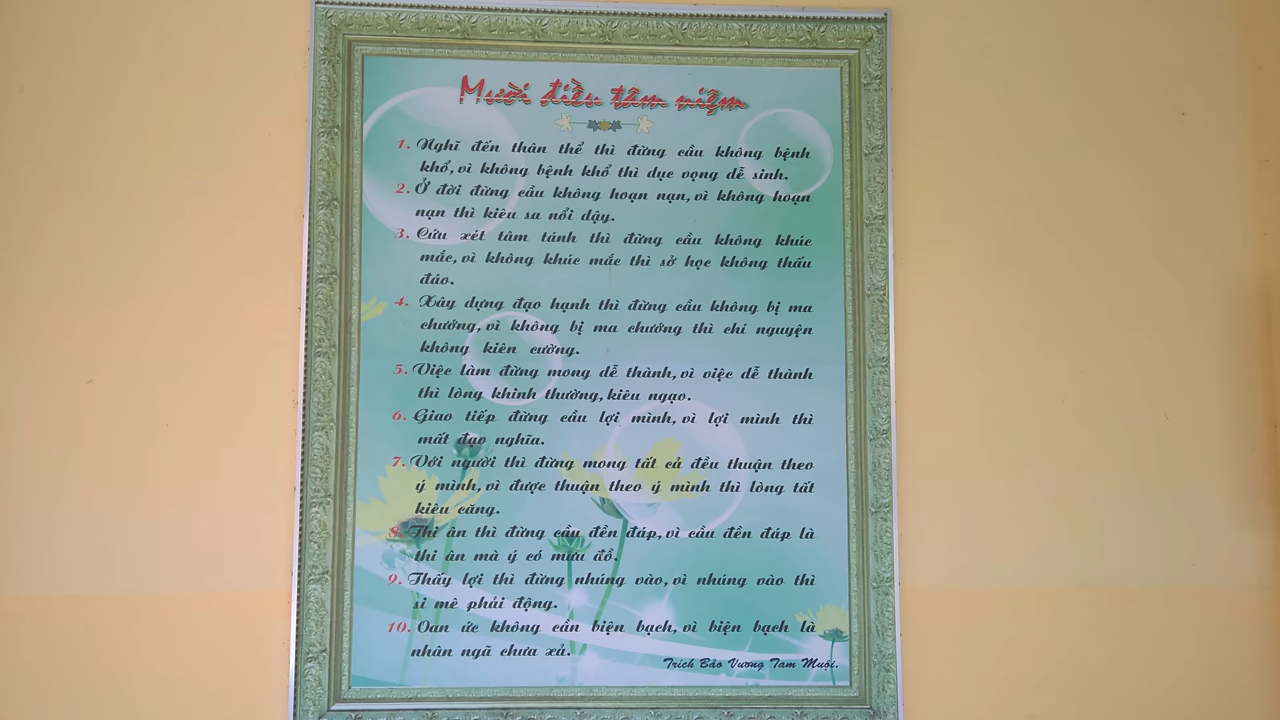 Mười điều tâm niệm
1. Nghĩ đến thân thể thì đừng cầu không bệnh
khổ, vì không bệnh khổ thì dục vọng dễ sinh.
2. Ở đời đừng cầu không hoạn nạn, vì không hoạn
nạn thì kiêu sa nổi dậy.
3. Cứu xét tâm tánh thì đừng cầu không khúc
mắc, vì không khúc mắc thì sở học không thấu
đáo.
4. Xây dựng đạo hạnh thì đừng cầu không bị ma
chướng, vì không bị ma chướng thì chí nguyện
không kiên cường.
5. Việc làm đừng mong dễ thành, vì việc dễ thành
thì lòng khinh thường, kiêu ngạo.
6. Giao tiếp đừng cầu lợi mình, vì lợi mình thì
mất đạo nghĩa.
7. Với người thì đừng mong tất cả đều thuận theo
ý mình, vì được thuận theo ý mình thì lòng tất
kiêu căng.
8. Thi ân thì đừng cầu đền đáp, vì cầu đền đáp là
thi ân mà ý có mưu đồ.
9. Thấy lợi thì đừng nhúng vào, vì nhúng vào thì
si mê phải động.
10. Oan ức không cần biện bạch, vì biện bạch là
nhân ngã chưa xả.
Trích Bảo Vương Tam Muội.